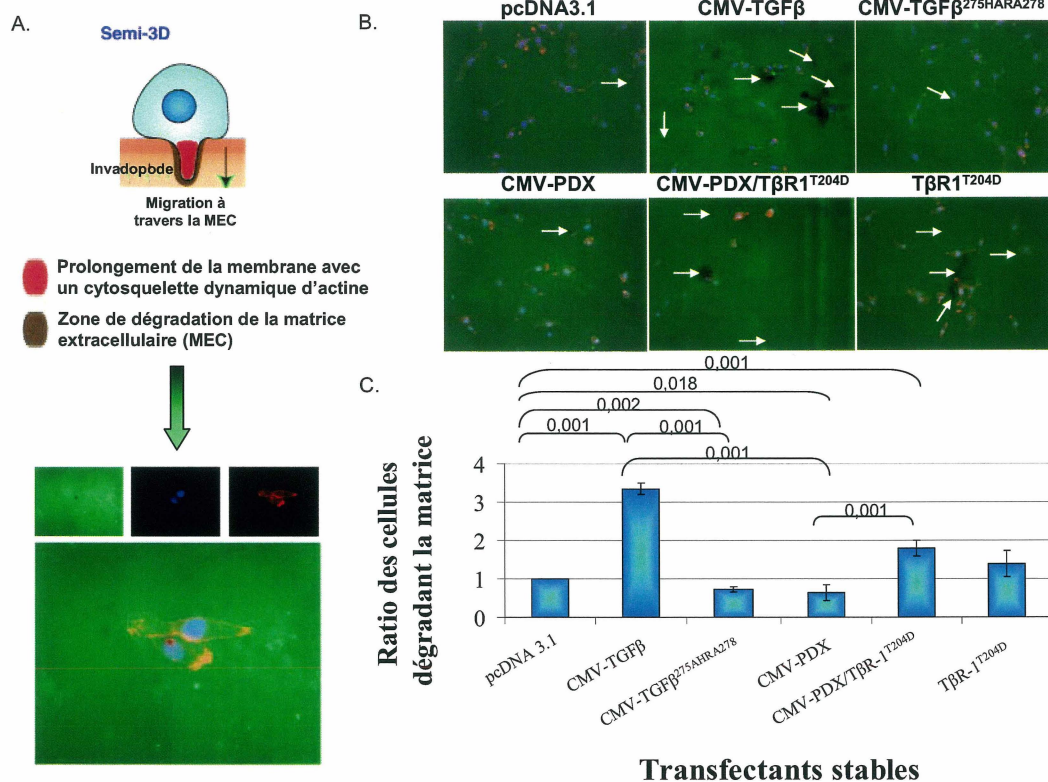 A.
Semi-3D
Invadopode
Migration à
travers la MEC
Prolongement de la membrane avec
un cytosquelette dynamique d'actine
Zone de dégradation de la matrice
extracellulaire (MEC)
B.
pcDNA3.1
CMV-TGFβ
CMV-TGFβ275HARA278
CMV-PDX
CMV-PDX/TβR1T204D
TβR1T204D
C.
0,001
0,018
0,002
0,001
0,001
0,001
0,001
Ratio des cellules
dégradant la matrice
4
3
2
1
0
pcDNA 3.1
CMV-TGFβ
CMV-TGFβ275AHRA278
CMV-PDX
CMV-PDX/TβR-1T204D
TβR-1T204D
Transfectants stables